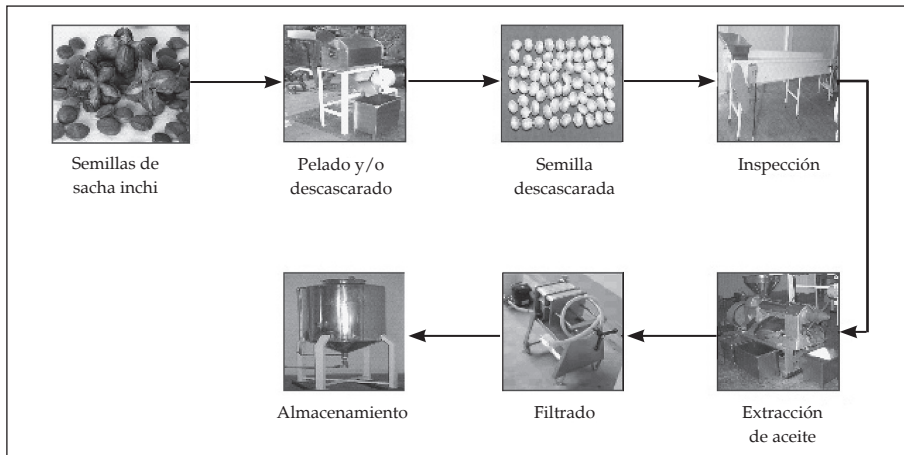 Semillas de
sacha inchi
Pelado y/o
descascarado
Semilla
descascarada
Inspección
Almacenamiento
Filtrado
Extracción
de aceite